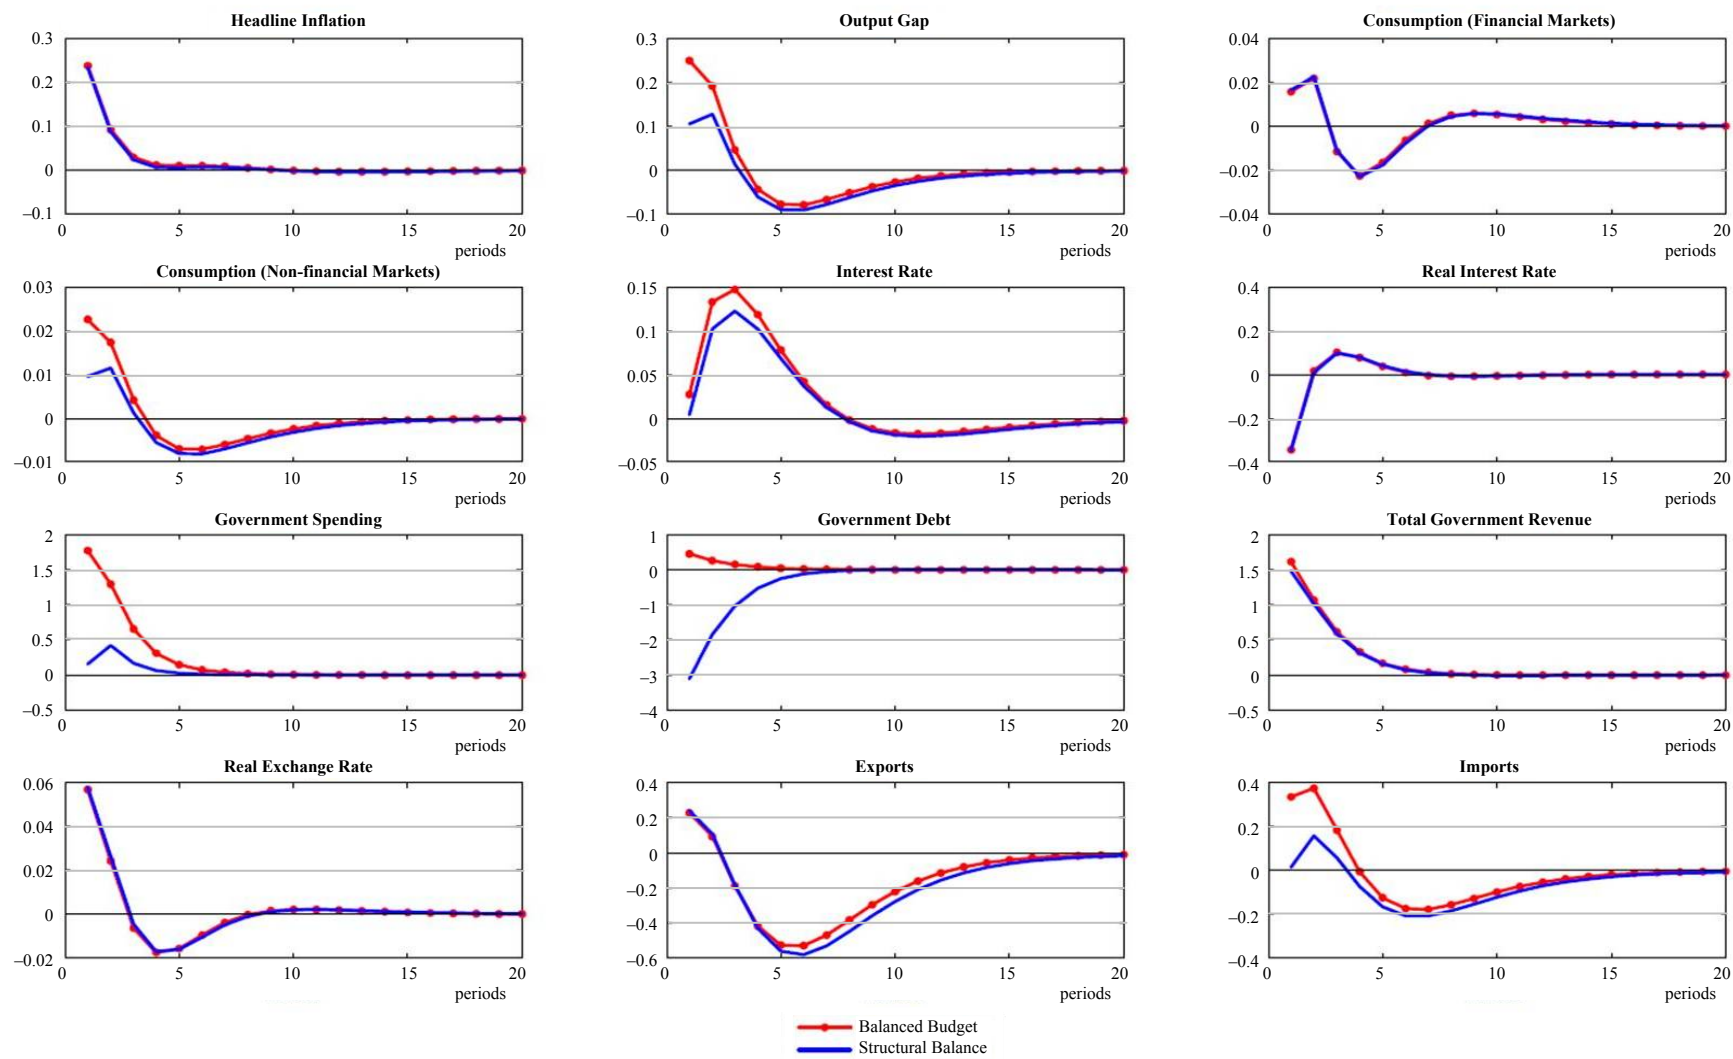 Headline Inflation
0.3
0.2
0.1
0
–0.1
0 5 10 15 20
periods
Output Gap
0.3
0.2
0.1
0
–0.1
0 5 10 15 20
periods
Consumption (Financial Markets)
0.04
0.02
0
–0.02
–0.04
0 5 10 15 20
periods
Consumption (Non-financial Markets)
0.03
0.02
0.01
0
–0.01
0 5 10 15 20
periods
Interest Rate
0.15
0.1
0.05
0
–0.05
0 5 10 15 20
periods
Real Interest Rate
0.4
0.2
0
–0.2
–0.4
0 5 10 15 20
periods
Government Spending
2
1.5
1
0.5
0
–0.5
0 5 10 15 20
periods
Government Debt
1
0
–1
–2
–3
–4
0 5 10 15 20
periods
Total Government Revenue
2
1.5
1
0.5
0
–0.5
0 5 10 15 20
periods
Real Exchange Rate
0.06
0.04
0.02
0
–0.02
0 5 10 15 20
periods
Exports
0.4
0.2
0
–0.2
–0.4
–0.6
0 5 10 15 20
periods
Imports
0.4
0.2
0
–0.2
–0.4
0 5 10 15 20
periods
Balanced Budget
Structural Balance